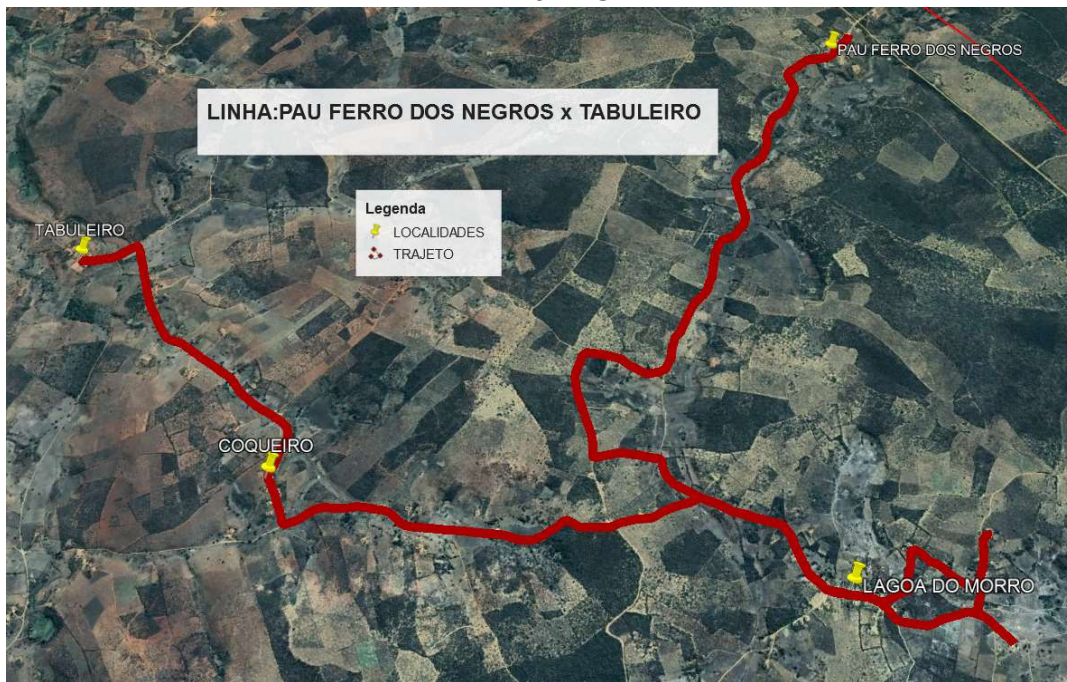 PAU FERRO DOS NEGROS
LINHA:PAU FERRO DOS NEGROS x TABULEIRO
Legenda
LOCALIDADES
TRAJETO
TABULEIRO
COQUEIRO
LAGOA DO MORRO